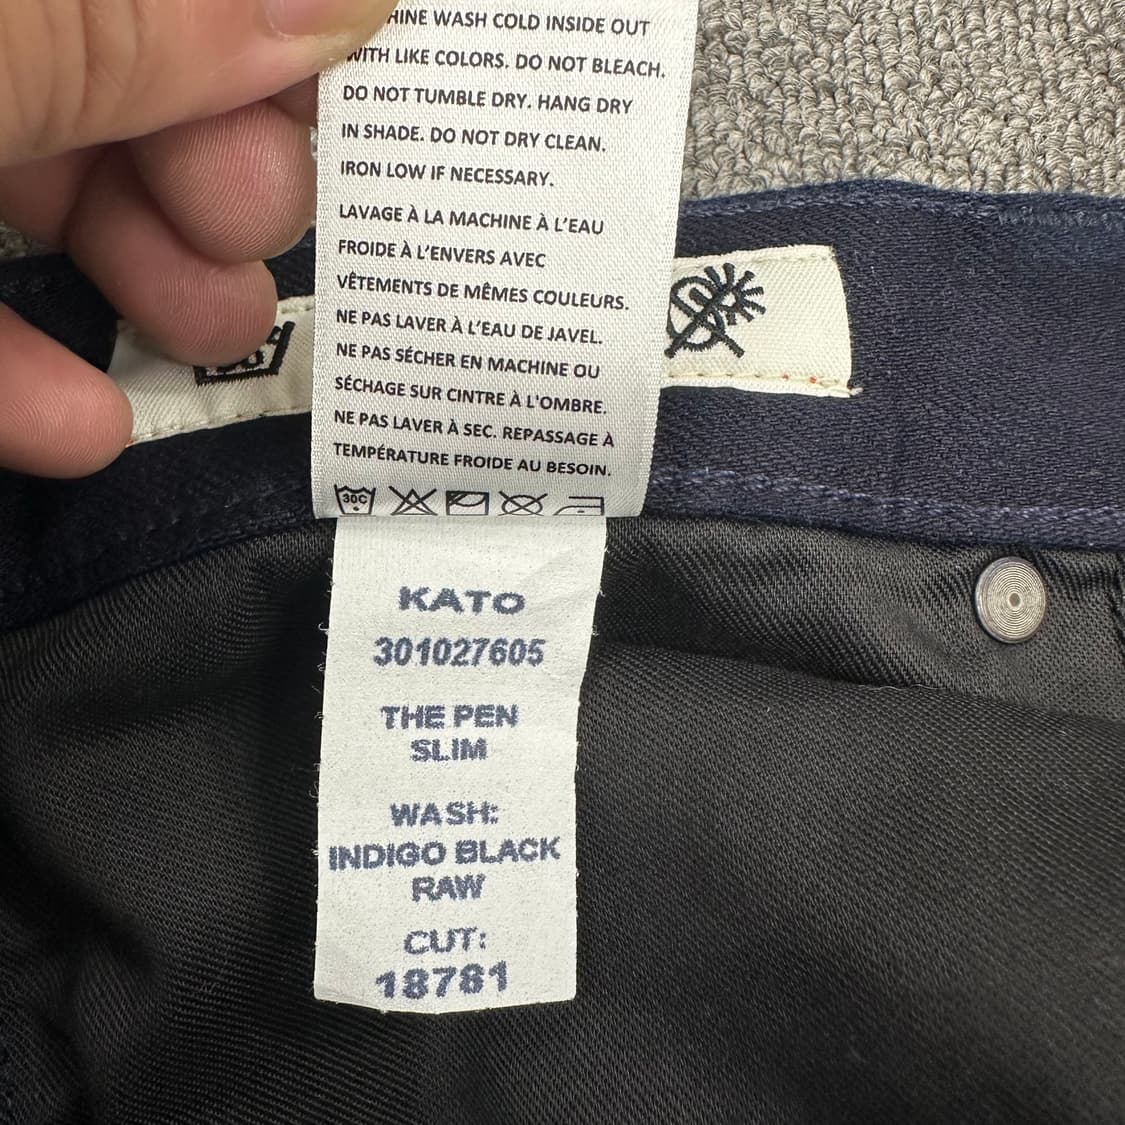 HINE WASH COLD INSIDE OUT
WITH LIKE COLORS. DO NOT BLEACH.
DO NOT TUMBLE DRY. HANG DRY
IN SHADE. DO NOT DRY CLEAN.
IRON LOW IF NECESSARY.
LAVAGE À LA MACHINE À L'EAU
FROIDE À L'ENVERS AVEC
VÊTEMENTS DE MÊMES COULEURS.
NE PAS LAVER À L'EAU DE JAVEL.
NE PAS SÉCHER EN MACHINE OU
SÉCHAGE SUR CINTRE À L'OMBRE.
NE PAS LAVER À SEC. REPASSAGE À
TEMPÉRATURE FROIDE AU BESOIN.
30C
KATO
301027605
THE PEN
SLIM
WASH:
INDIGO BLACK
RAW
CUT:
18781